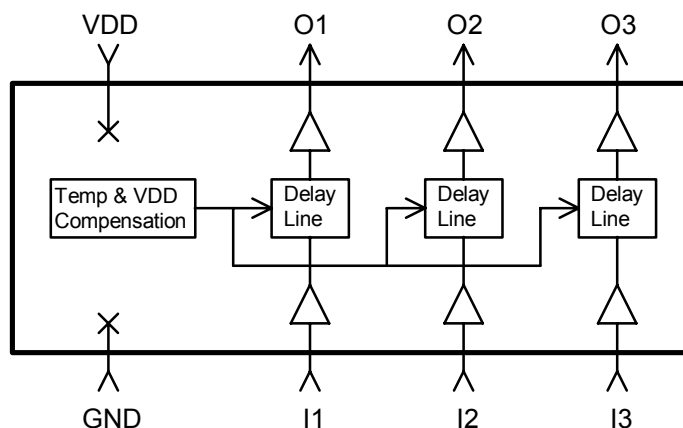 VDD O1 O2 O3
Temp & VDD
Compensation
Delay
Line
Delay
Line
Delay
Line
GND I1 I2 I3